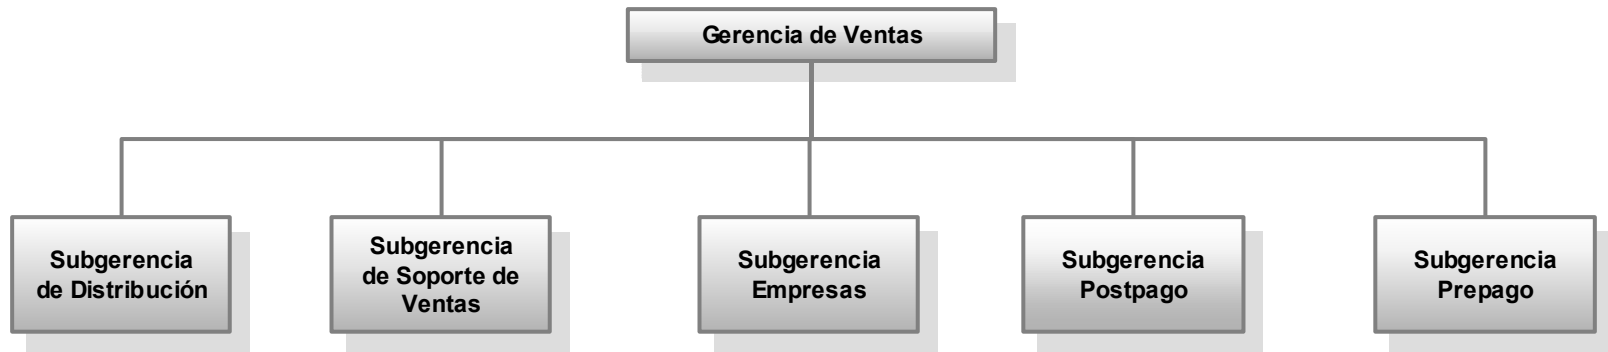 Gerencia de Ventas
Subgerencia
de Distribución
Subgerencia
de Soporte de
Ventas
Subgerencia
Empresas
Subgerencia
Postpago
Subgerencia
Prepago